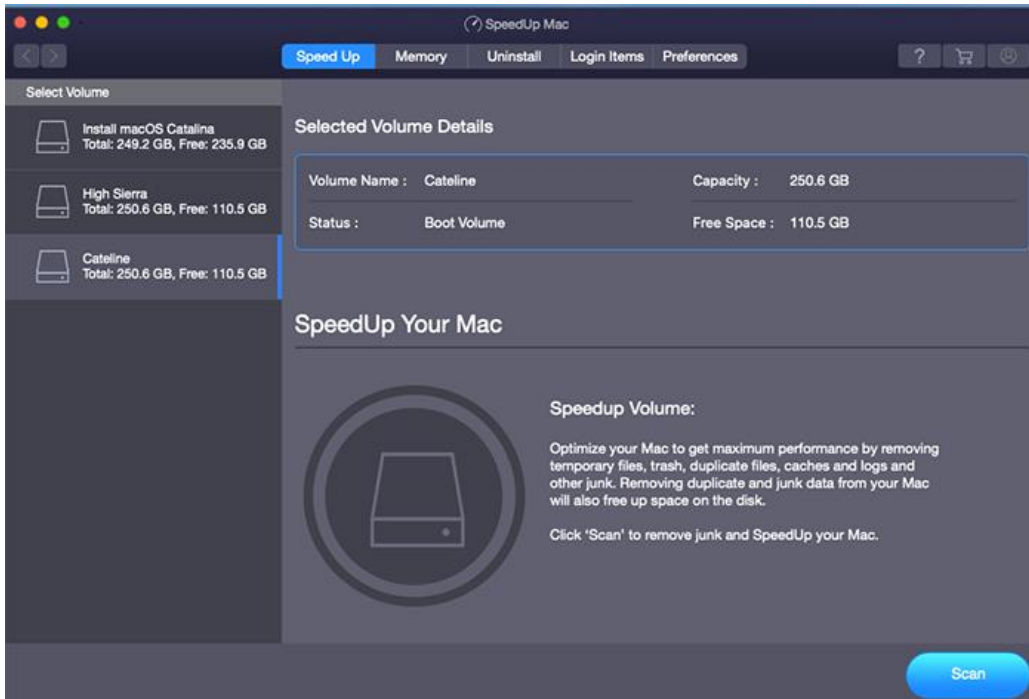 SpeedUp Mac
Speed Up Memory Uninstall Login Items Preferences ?
Select Volume
Install macOS Catalina
Total: 249.2 GB, Free: 235.9 GB
High Sierra
Total: 250.6 GB, Free: 110.5 GB
Cateline
Total: 250.6 GB, Free: 110.5 GB
Selected Volume Details
Volume Name : Cateline Capacity : 250.6 GB
Status : Boot Volume Free Space : 110.5 GB
SpeedUp Your Mac
Speedup Volume:
Optimize your Mac to get maximum performance by removing
temporary files, trash, duplicate files, caches and logs and
other junk. Removing duplicate and junk data from your Mac
will also free up space on the disk.
Click 'Scan' to remove junk and SpeedUp your Mac.
Scan